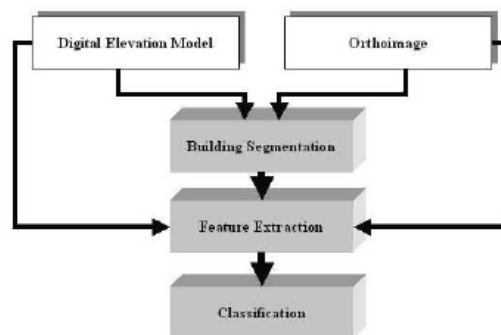 Digital Elevation Model
Orthoimage
Building Segmentation
Feature Extraction
Classification